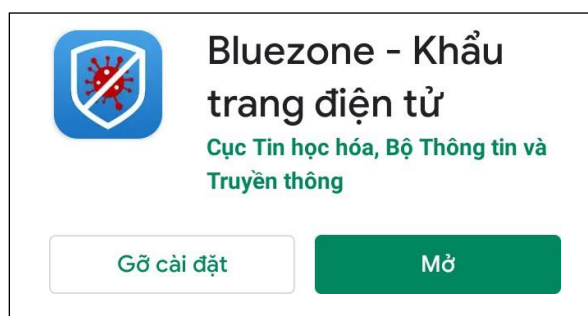 Bluezone - Khẩu
trang điện tử
Cục Tin học hóa, Bộ Thông tin và
Truyền thông
Gỡ cài đặt
Mở